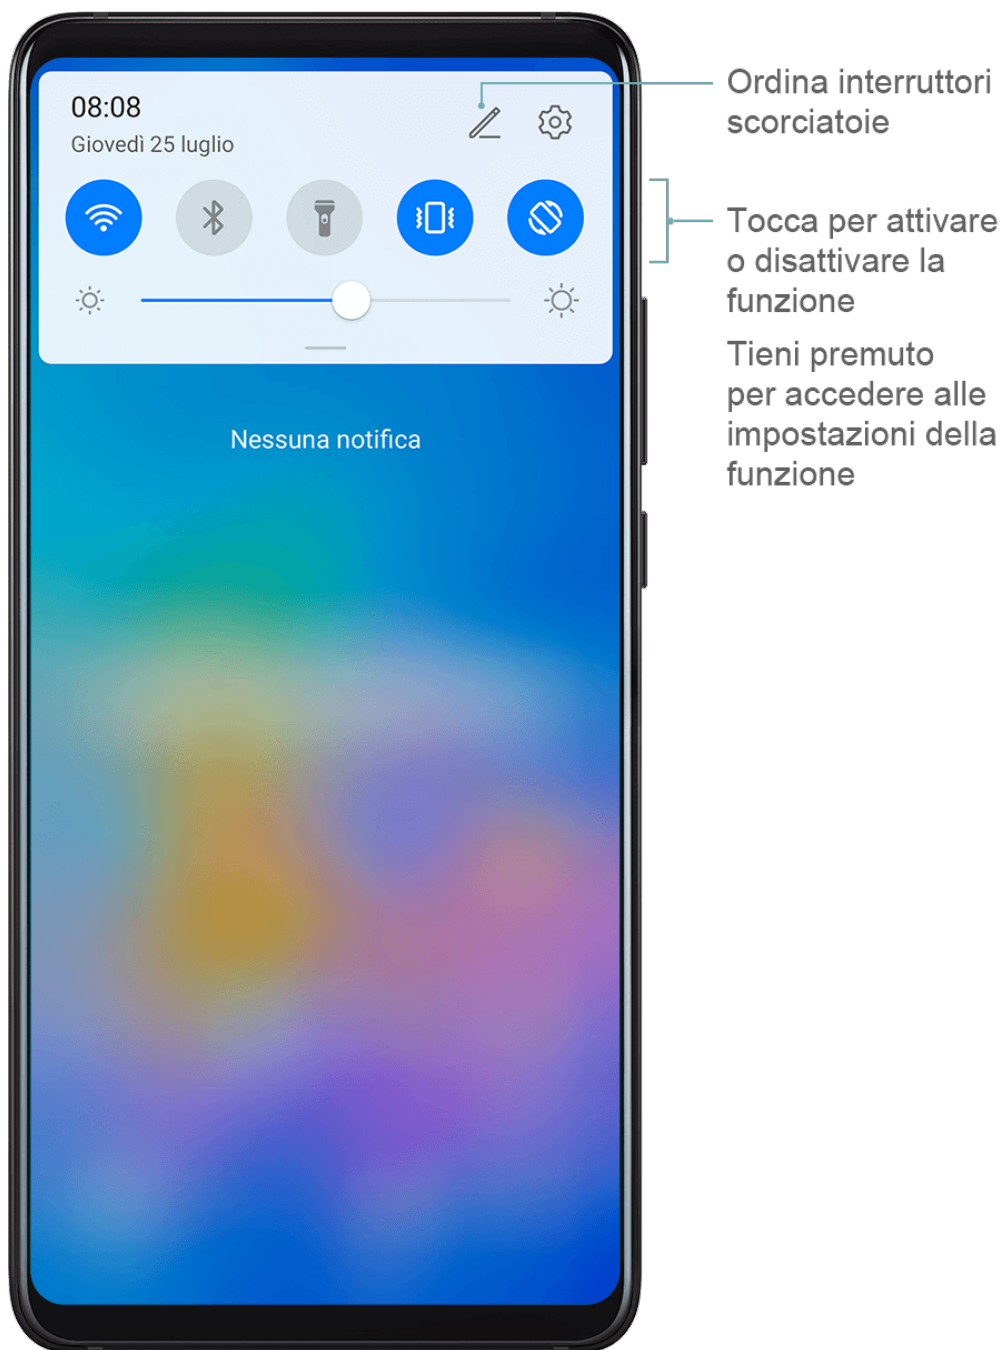 08:08
Giovedì 25 luglio
Nessuna notifica
Ordina interruttori
scorciatoie
Tocca per attivare
o disattivare la
funzione
Tieni premuto
per accedere alle
impostazioni della
funzione